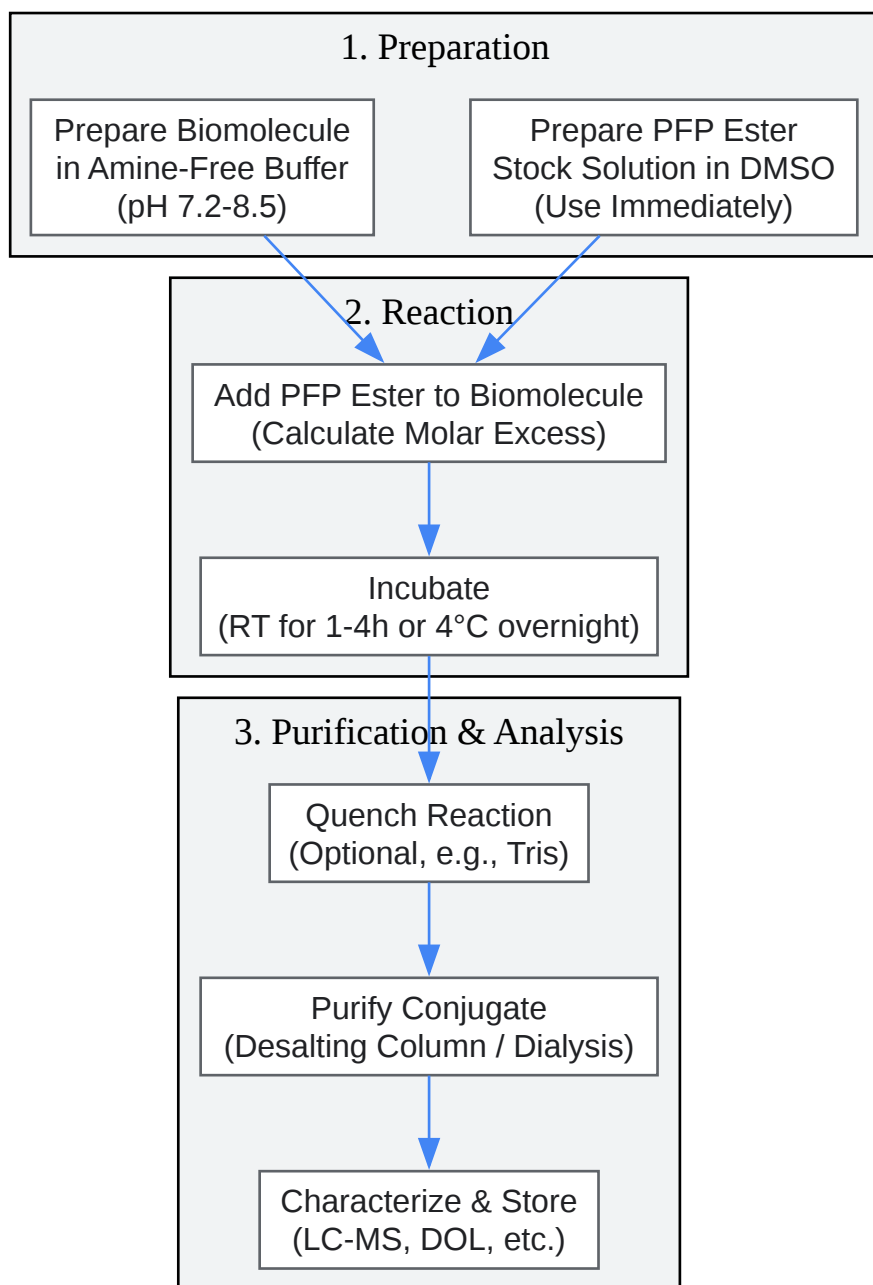 1. Preparation
Prepare Biomolecule
in Amine-Free Buffer
(pH 7.2-8.5)
Prepare PFP Ester
Stock Solution in DMSO
(Use Immediately)
2. Reaction
Add PFP Ester to Biomolecule
(Calculate Molar Excess)
Incubate
(RT for 1-4h or 4°C overnight)
3. Purification & Analysis
Quench Reaction
(Optional, e.g., Tris)
Purify Conjugate
(Desalting Column / Dialysis)
Characterize & Store
(LC-MS, DOL, etc.)